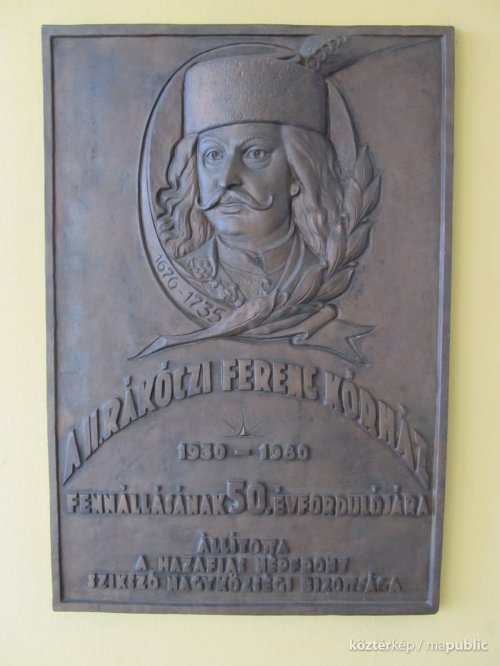 1676-1735
A II. RÁKÓCZI FERENC KÓRHÁZ
1930 - 1980
FENNÁLLÁSÁNAK 50. ÉVFORDULÓJÁRA
ÁLLÍTOTTA
A HAZAFIAS NÉPFRONT
SZIKSZÓ NAGYKÖZSÉGI BIZOTTSÁGA
köztérkép / mapublic